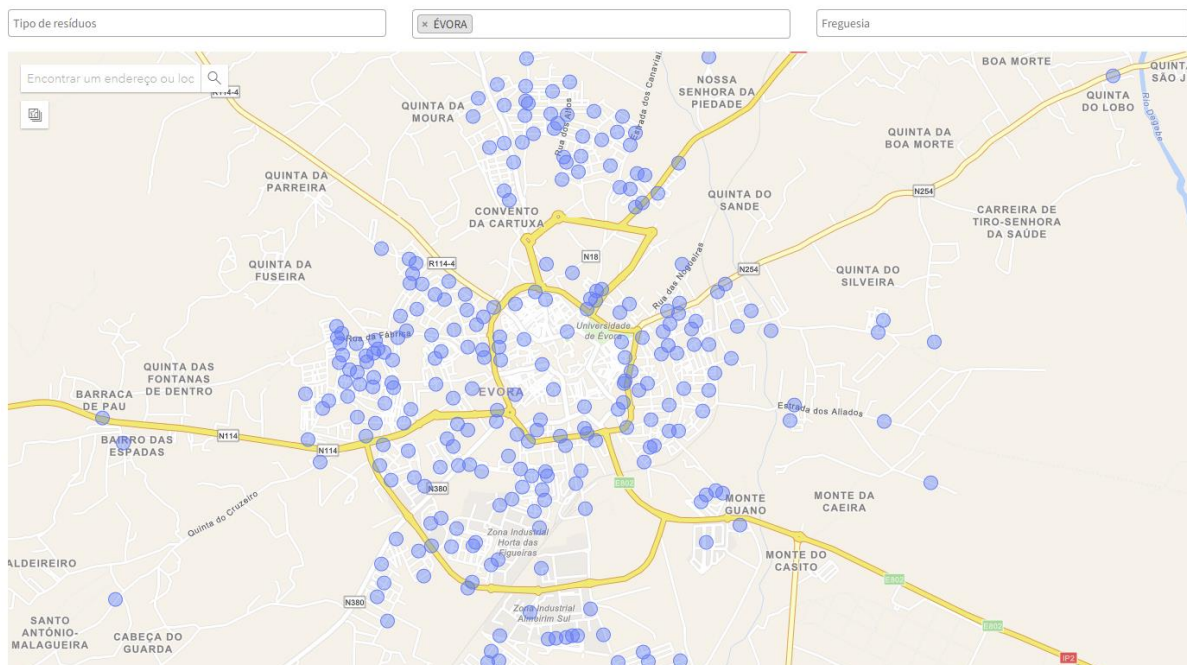 Tipo de resíduos
× ÉVORA
Freguesia
Encontrar um endereço ou loc
R114-4
QUINTA DA
MOURA
Rua dos Altos
Estrada dos Canaviais
NOSSA
SENHORA DA
PIEDADE
BOA MORTE
QUINTA
SÃO J
QUINTA
DO LOBO
Rio Degebe
QUINTA DA
BOA MORTE
QUINTA DA
PARREIRA
N254
QUINTA DO
SANDE
CONVENTO
DA CARTUXA
CARREIRA DE
TIRO-SENHORA
DA SAÚDE
N18
R114-4
QUINTA DA
FUSEIRA
Rua das Nogueiras
N254
QUINTA DO
SILVEIRA
Rua da Fábrica
Universidade
de Évora
QUINTA DAS
FONTANAS
DE DENTRO
BARRACA
DE PAU
EVORA
Estrada dos Aliados
BAIRRO DAS
ESPADAS
N114
N114
N380
E802
Quinta do Cruzeiro
MONTE
GUANO
MONTE DA
CAEIRA
Zona Industrial
Horta das
Figueiras
MONTE DO
CASITO
ALDEIREIRO
E802
N380
Zona Industrial
Almeirim Sul
SANTO
ANTÓNIO-
MALAGUEIRA
CABEÇA DO
GUARDA
E802
IP2